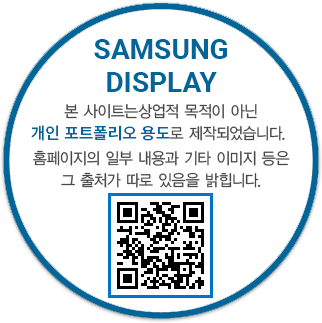 SAMSUNG
DISPLAY
본 사이트는상업적 목적이 아닌
개인 포트폴리오 용도로 제작되었습니다.
홈페이지의 일부 내용과 기타 이미지 등은
그 출처가 따로 있음을 밝힙니다.